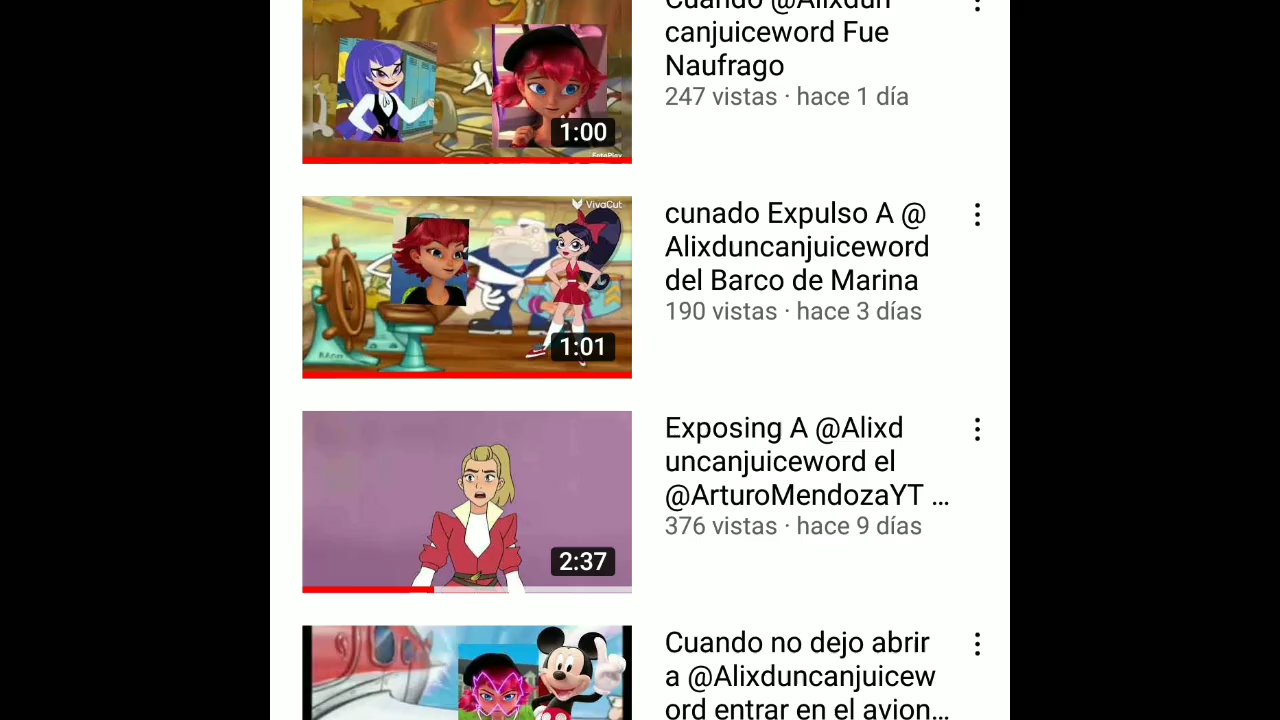 Cuando @Alixdun
canjuiceword Fue
Naufrago
247 vistas · hace 1 día
1:00
VivaCut
cunado Expulso A @
Alixduncanjuiceword
del Barco de Marina
190 vistas · hace 3 días
1:01
Exposing A @Alixd
uncanjuiceword el
@ArturoMendozaYT ...
376 vistas · hace 9 días
2:37
Cuando no dejo abrir
a @Alixduncanjuicew
ord entrar en el avion...